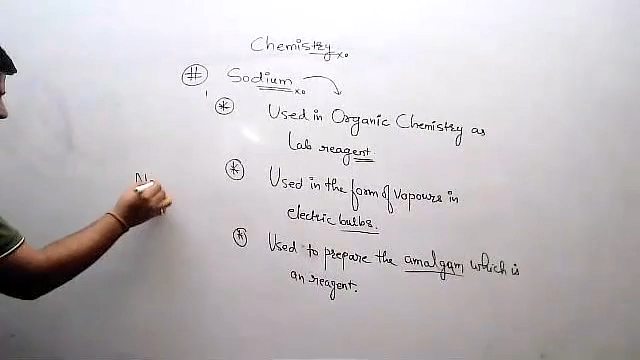 Chemistry
# Sodium
* Used in Organic Chemistry as
Lab reagent
* Used in the form of Vapours in
electric bulbs.
* Used to prepare the amalgam which is
an reagent.